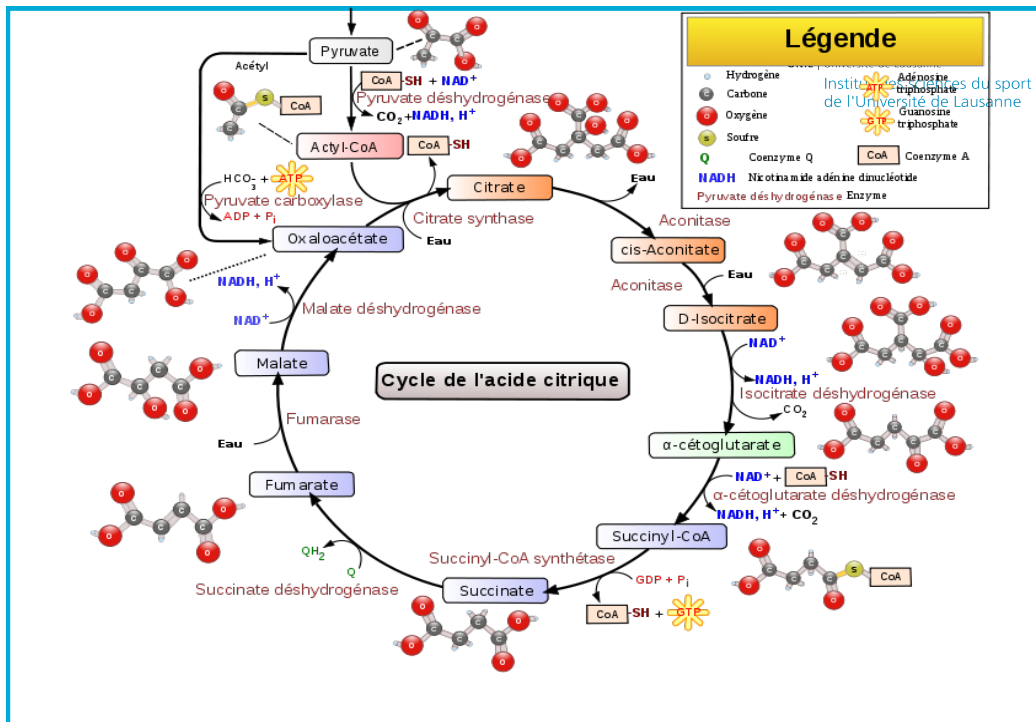 Légende
Hydrogène
Carbone
Oxygène
Soufre
Q Coenzyme Q
NADH Nicotinamide adénine dinucléotide
Pyruvate déshydrogénase Enzyme
ATP Adénosine triphosphate
GTP Guanosine triphosphate
CoA Coenzyme A
Institut des sciences du sport
de l'Université de Lausanne
Pyruvate
Acétyl
S CoA
CoA-SH + NAD⁺
Pyruvate déshydrogénase
CO₂+NADH, H⁺
Actyl-CoA
CoA-SH
HCO₃⁻ + ATP
Pyruvate carboxylase
ADP + Pᵢ
Oxaloacétate
Citrate
Citrate synthase
Eau
Eau
Aconitase
cis-Aconitate
Aconitase
Eau
D-Isocitrate
NAD⁺
NADH, H⁺
Isocitrate déshydrogénase
CO₂
α-cétoglutarate
NAD⁺+ CoA-SH
α-cétoglutarate déshydrogénase
NADH, H⁺+ CO₂
Succinyl-CoA
S CoA
Succinyl-CoA synthétase
GDP + Pᵢ
CoA-SH + GTP
Succinate
Succinate déshydrogénase
Q
QH₂
Fumarate
Eau
Fumarase
Malate
NAD⁺
Malate déshydrogénase
NADH, H⁺
Cycle de l'acide citrique